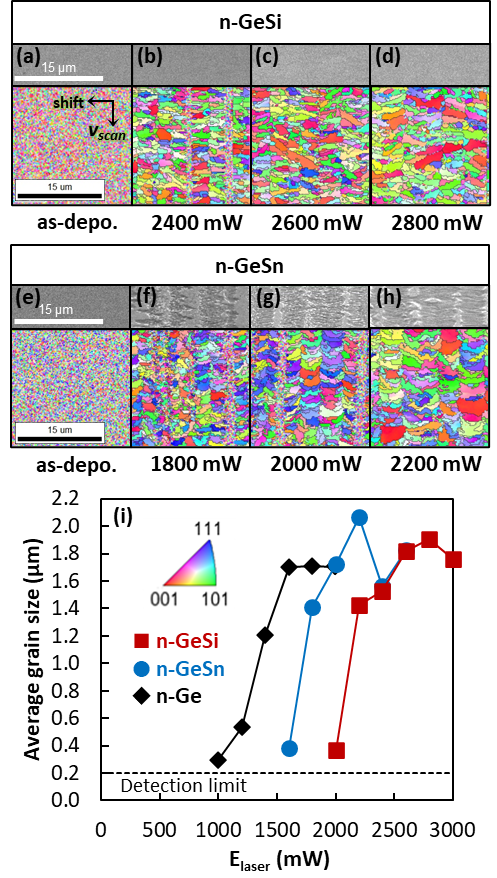 n-GeSi
(a) (b) (c) (d)
15 µm
shift
vscan
15 um
as-depo. 2400 mW 2600 mW 2800 mW
n-GeSn
(e) (f) (g) (h)
15 µm
15 um
as-depo. 1800 mW 2000 mW 2200 mW
2.2
2.0
1.8
1.6
1.4
1.2
1.0
0.8
0.6
0.4
0.2
0.0
Average grain size (µm)
(i)
111
001 101
n-GeSi
n-GeSn
n-Ge
Detection limit
0 500 1000 1500 2000 2500 3000
Elaser (mW)